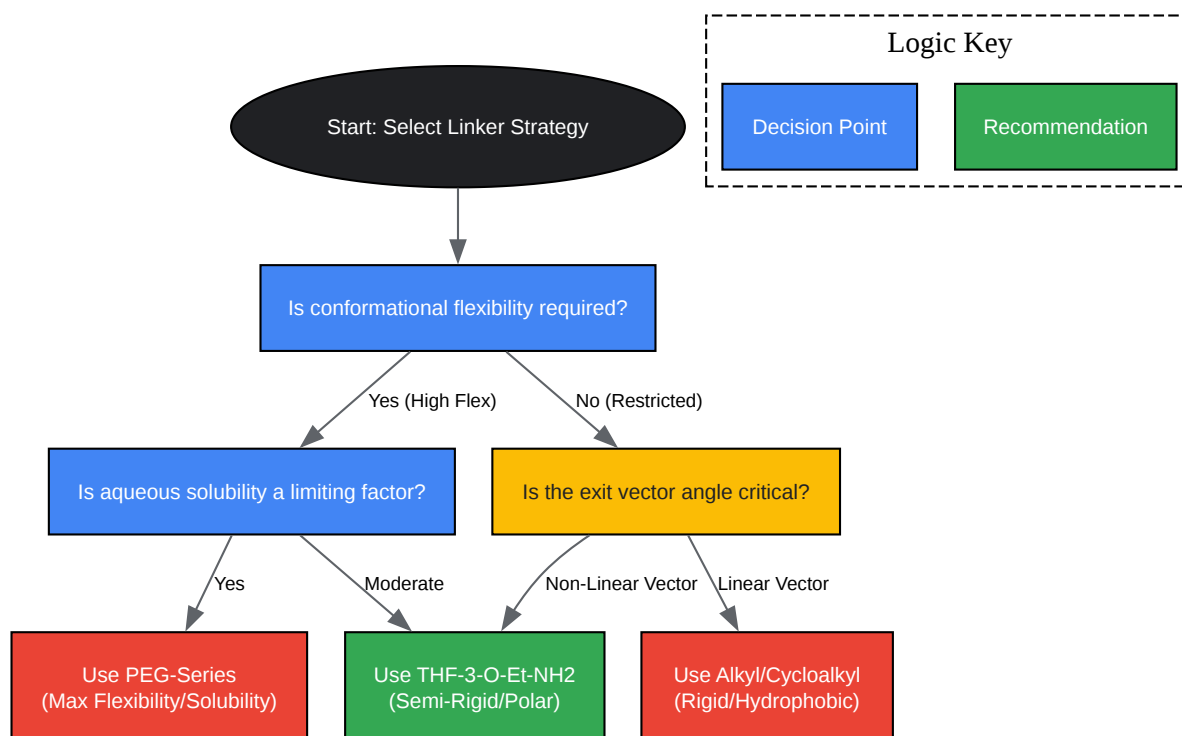 Logic Key
Start: Select Linker Strategy
Decision Point
Recommendation
Is conformational flexibility required?
Yes (High Flex)
No (Restricted)
Is aqueous solubility a limiting factor?
Is the exit vector angle critical?
Yes
Moderate
Non-Linear Vector
Linear Vector
Use PEG-Series
(Max Flexibility/Solubility)
Use THF-3-O-Et-NH2
(Semi-Rigid/Polar)
Use Alkyl/Cycloalkyl
(Rigid/Hydrophobic)